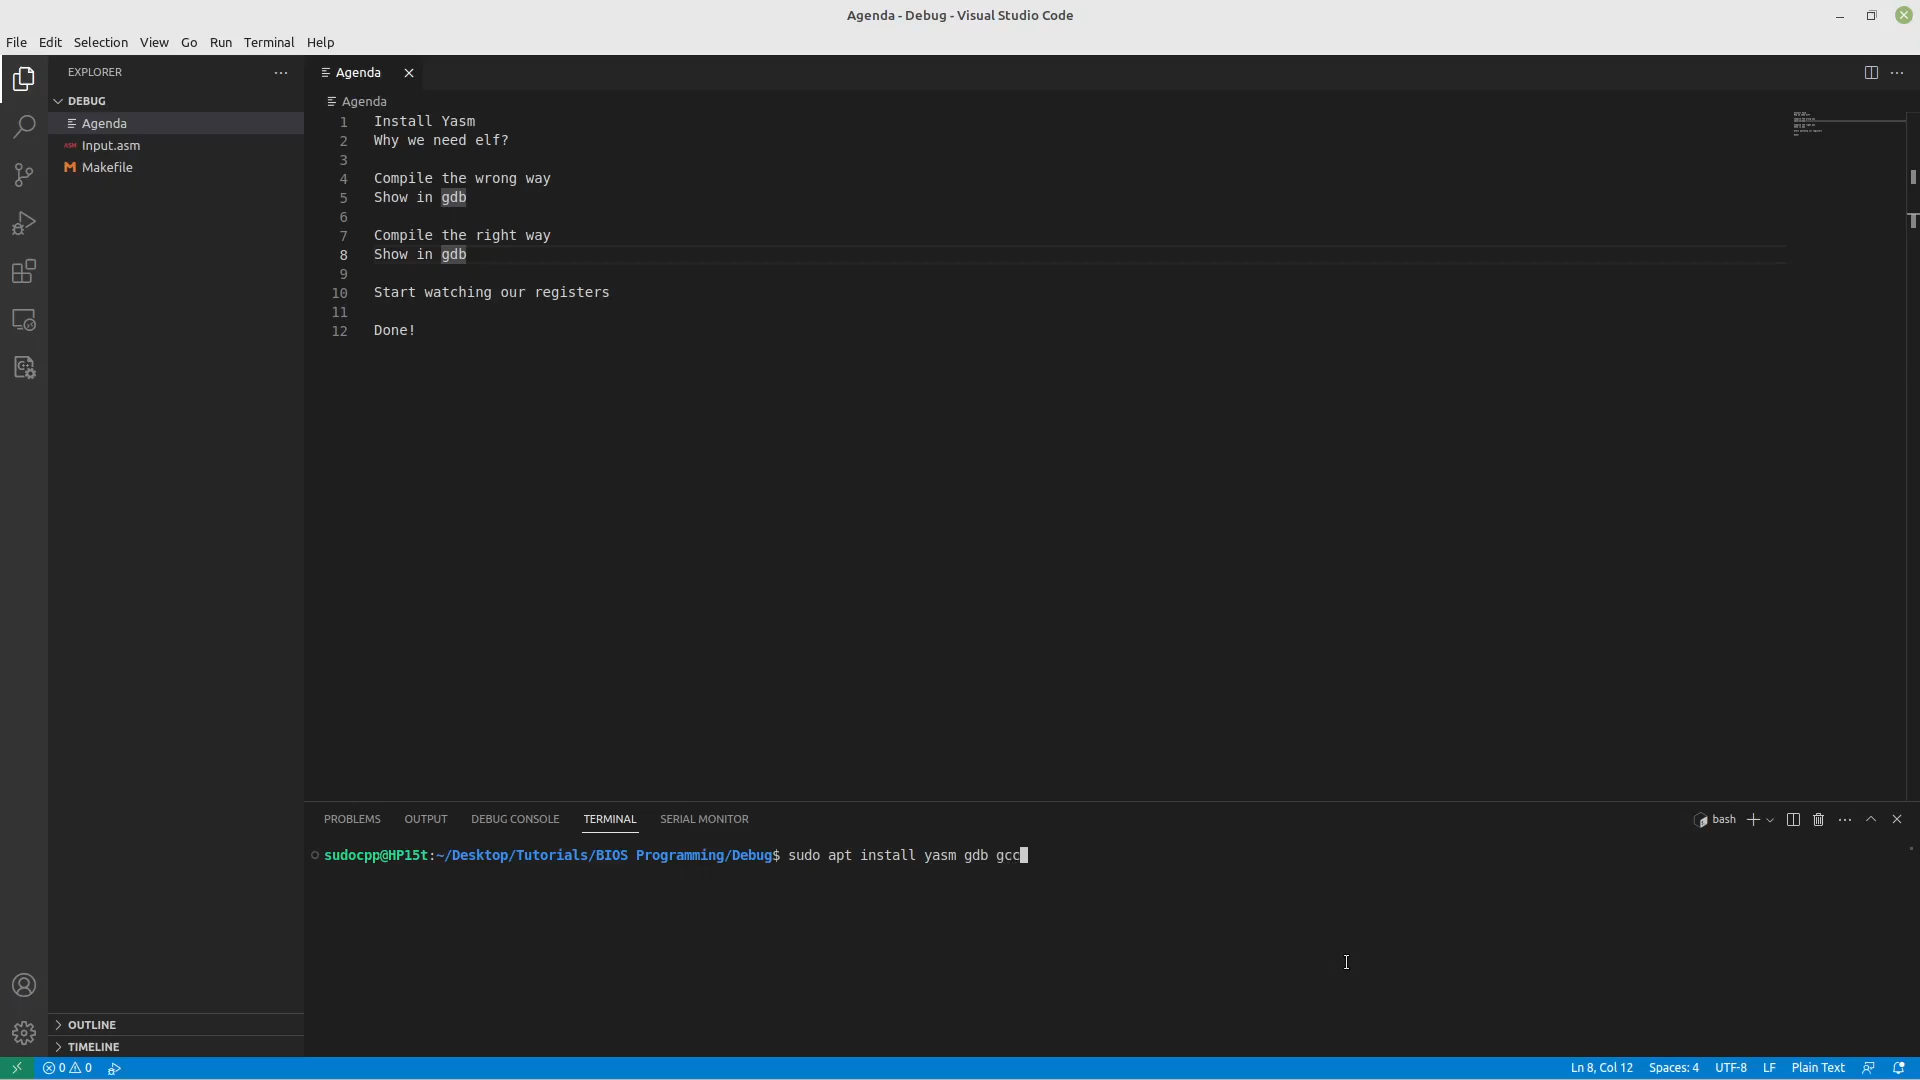 Agenda - Debug - Visual Studio Code
File Edit Selection View Go Run Terminal Help
EXPLORER
DEBUG
Agenda
ASM Input.asm
M Makefile
OUTLINE
TIMELINE
Agenda
Agenda
1 Install Yasm
2 Why we need elf?
3
4 Compile the wrong way
5 Show in gdb
6
7 Compile the right way
8 Show in gdb
9
10 Start watching our registers
11
12 Done!
PROBLEMS OUTPUT DEBUG CONSOLE TERMINAL SERIAL MONITOR
bash
sudocpp@HP15t:~/Desktop/Tutorials/BIOS Programming/Debug$ sudo apt install yasm gdb gcc
0 0
Ln 8, Col 12 Spaces: 4 UTF-8 LF Plain Text